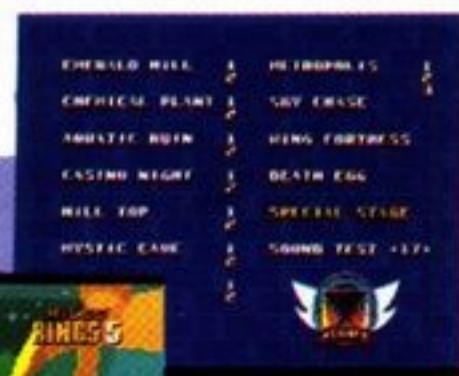 EMERALD HILL 1
2
CHEMICAL PLANT 1
2
AQUATIC RUIN 1
2
CASINO NIGHT 1
2
HILL TOP 1
2
MYSTIC CAVE 1
2
1
2
METROPOLIS 1
2
3
SKY CHASE
WING FORTRESS
DEATH EGG
SPECIAL STAGE
SOUND TEST *17*
RINGS 5